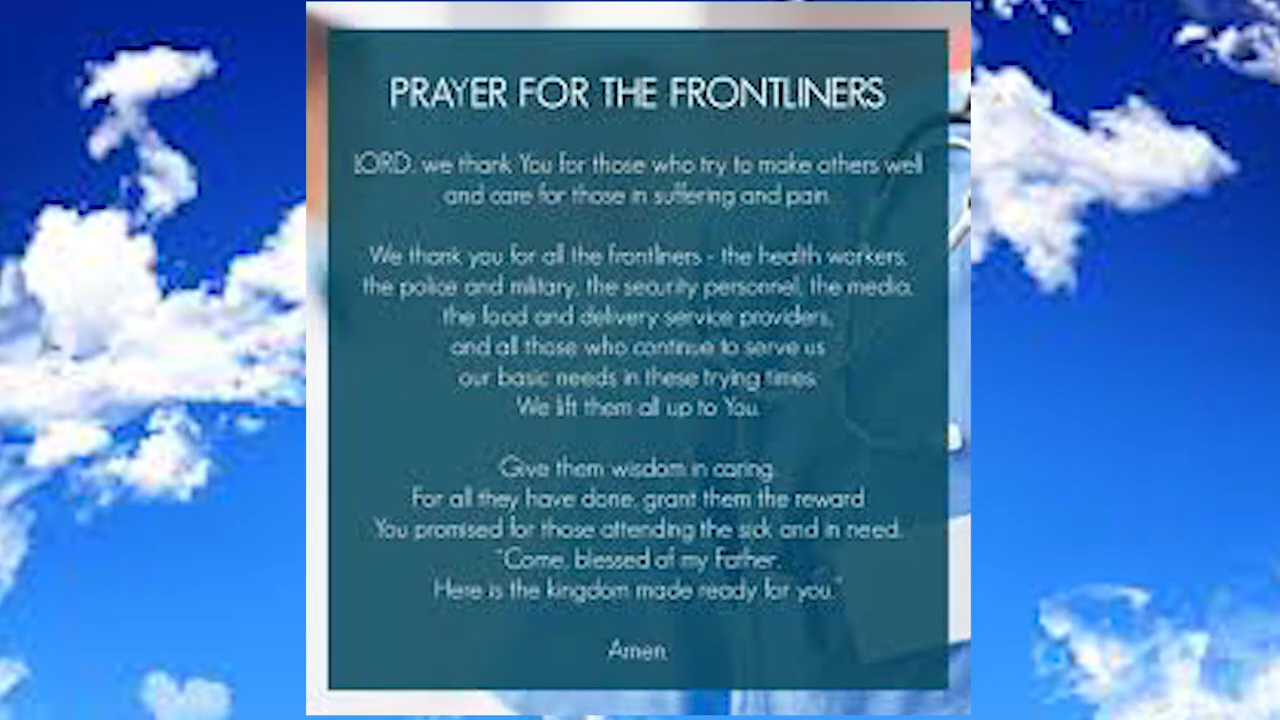 PRAYER FOR THE FRONTLINERS
LORD, we thank You for those who try to make others well
and care for those in suffering and pain.
We thank you for all the frontliners - the health workers,
the police and military, the security personnel, the media,
the food and delivery service providers,
and all those who continue to serve us
our basic needs in these trying times.
We lift them all up to You.
Give them wisdom in caring.
For all they have done, grant them the reward
You promised for those attending the sick and in need.
"Come, blessed of my Father.
Here is the kingdom made ready for you."
Amen.